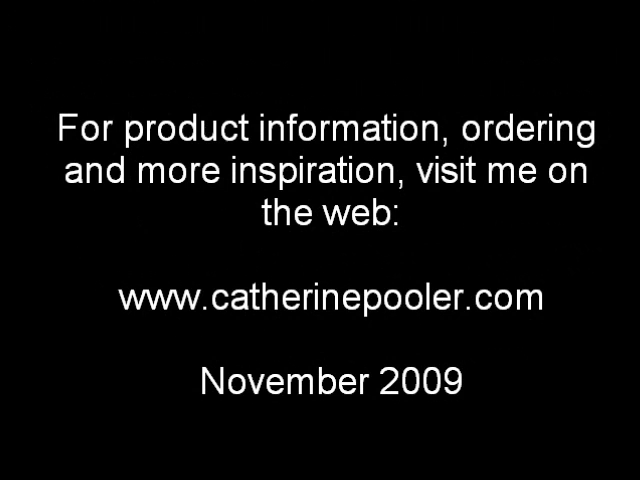 For product information, ordering
and more inspiration, visit me on
the web:
www.catherinepooler.com
November 2009